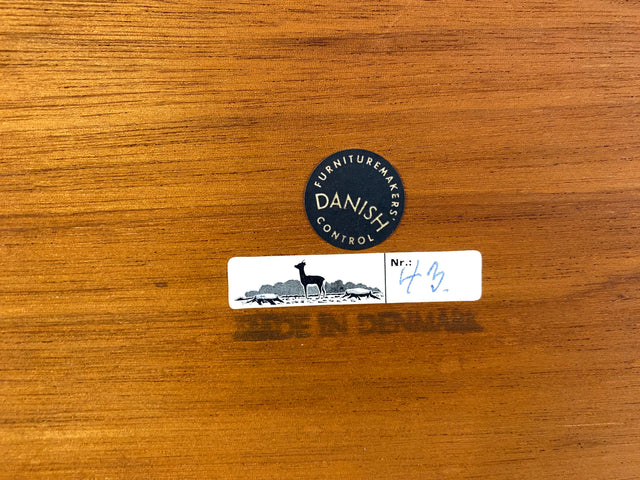 FURNITUREMAKERS'
DANISH
CONTROL
Nr.: 43.
MADE IN DENMARK